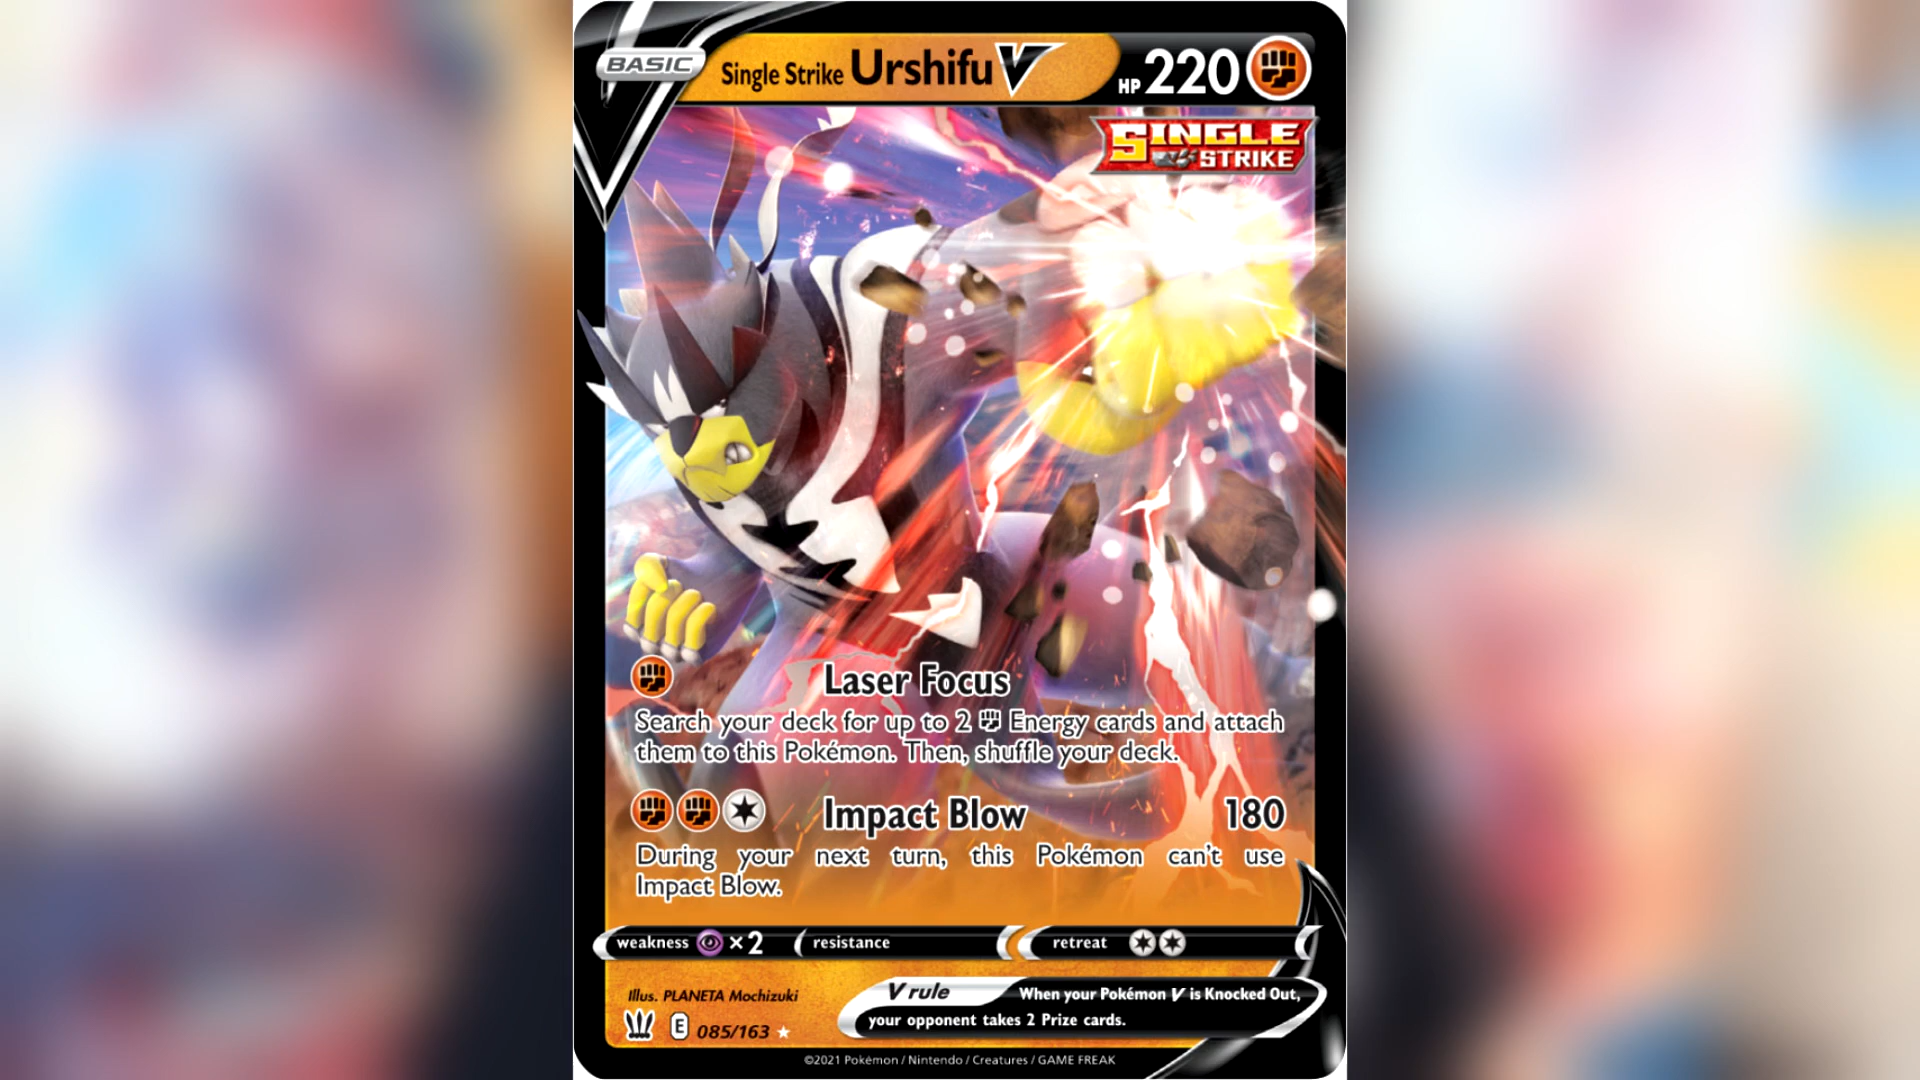 BASIC
Single Strike Urshifu V
HP 220
SINGLE
STRIKE
Laser Focus
Search your deck for up to 2 Energy cards and attach
them to this Pokémon. Then, shuffle your deck.
Impact Blow 180
During your next turn, this Pokémon can't use
Impact Blow.
weakness ×2 resistance retreat
Illus. PLANETA Mochizuki
V rule When your Pokémon V is Knocked Out,
your opponent takes 2 Prize cards.
E 085/163
©2021 Pokémon / Nintendo / Creatures / GAME FREAK